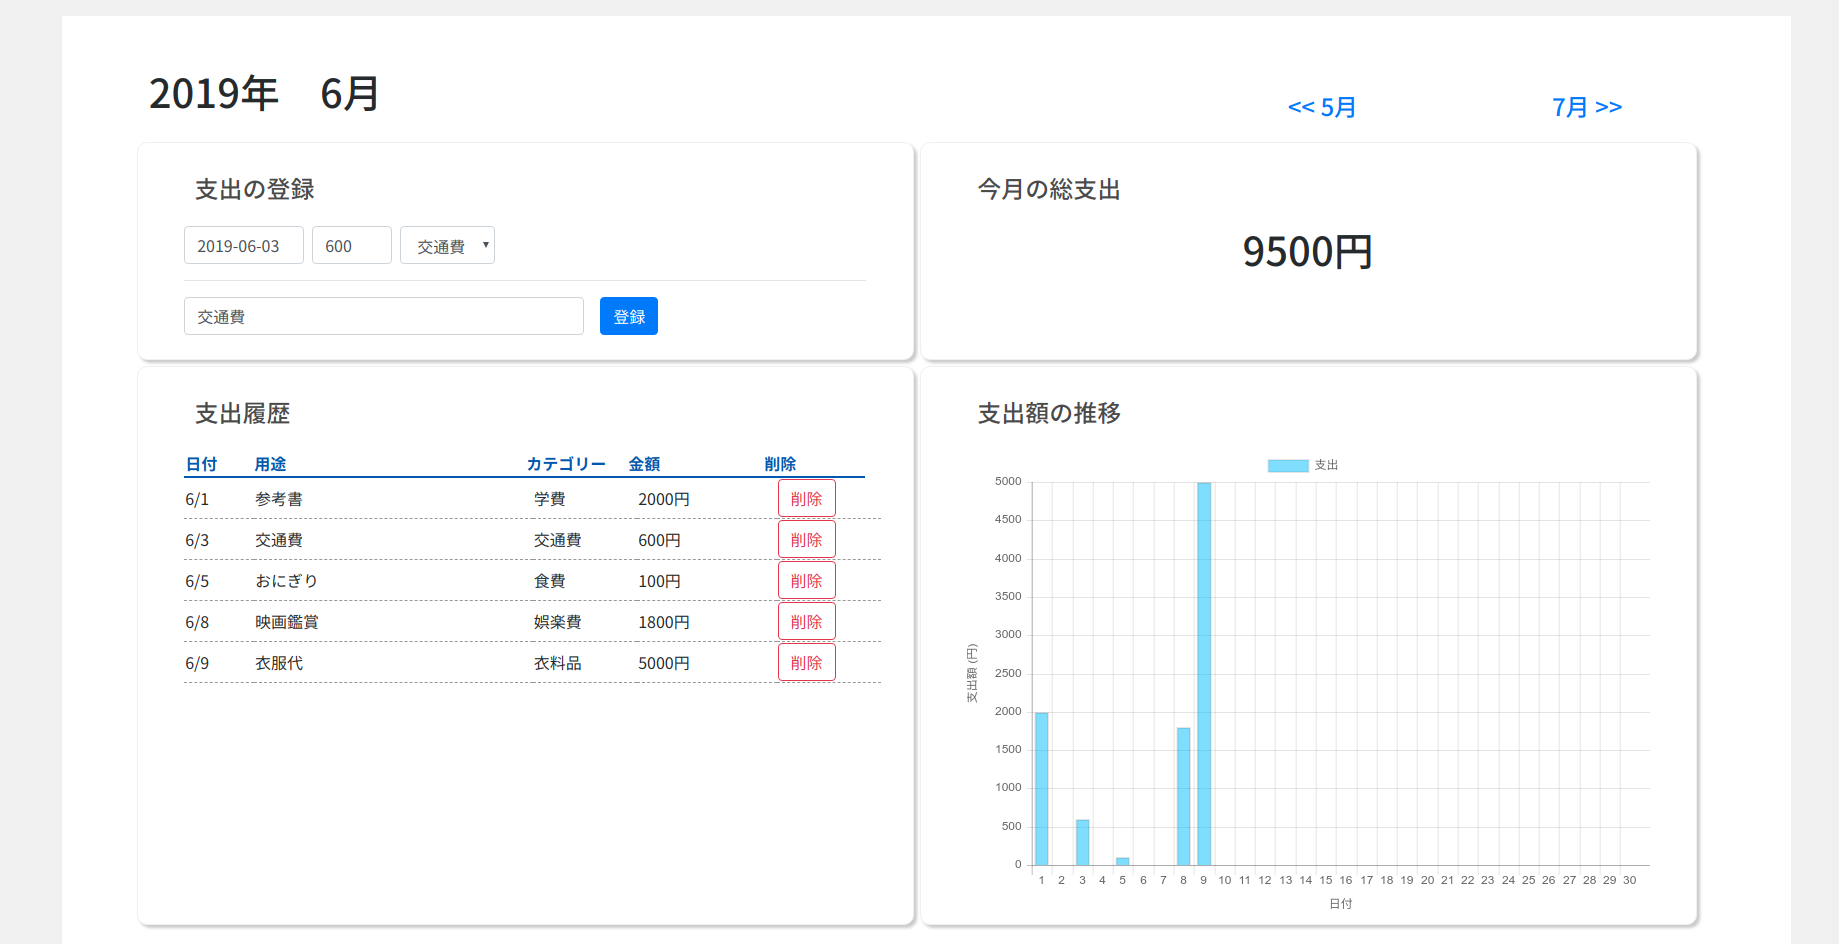 2019年　6月
<< 5月
7月 >>
支出の登録
2019-06-03 600 交通費
交通費 登録
今月の総支出
9500円
支出履歴
日付 用途 カテゴリー 金額 削除
6/1 参考書 学費 2000円 削除
6/3 交通費 交通費 600円 削除
6/5 おにぎり 食費 100円 削除
6/8 映画鑑賞 娯楽費 1800円 削除
6/9 衣服代 衣料品 5000円 削除
支出額の推移
支出
5000
4500
4000
3500
3000
2500
2000
1500
1000
500
0
支出額 (円)
1 2 3 4 5 6 7 8 9 10 11 12 13 14 15 16 17 18 19 20 21 22 23 24 25 26 27 28 29 30
日付